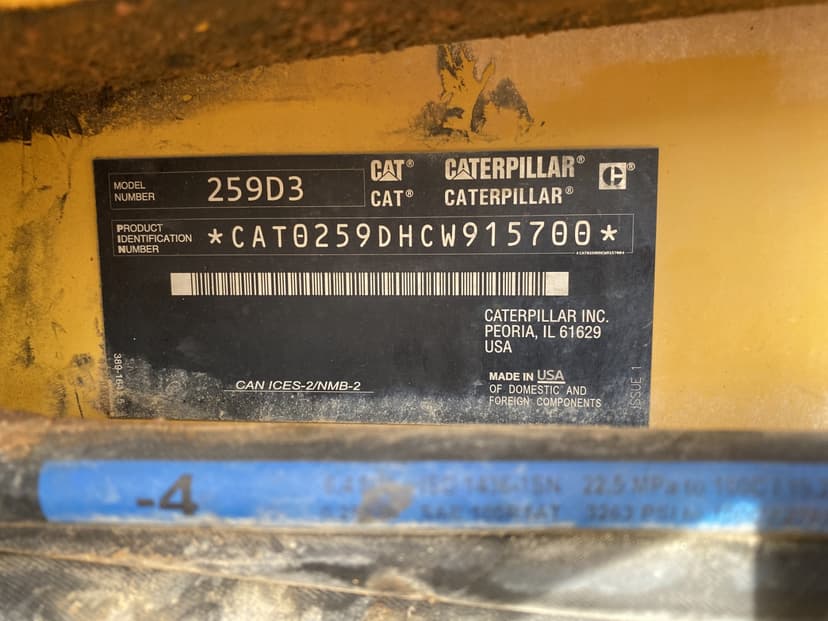 MODEL NUMBER 259D3
CAT® CATERPILLAR® C®
CAT® CATERPILLAR®
PRODUCT IDENTIFICATION NUMBER *CAT0259DHCW915700*
CATERPILLAR INC.
PEORIA, IL 61629
USA
MADE IN USA
OF DOMESTIC AND
FOREIGN COMPONENTS
CAN ICES-2/NMB-2
ISSUE 1
-4
22.5 MPa to
3263 PSI